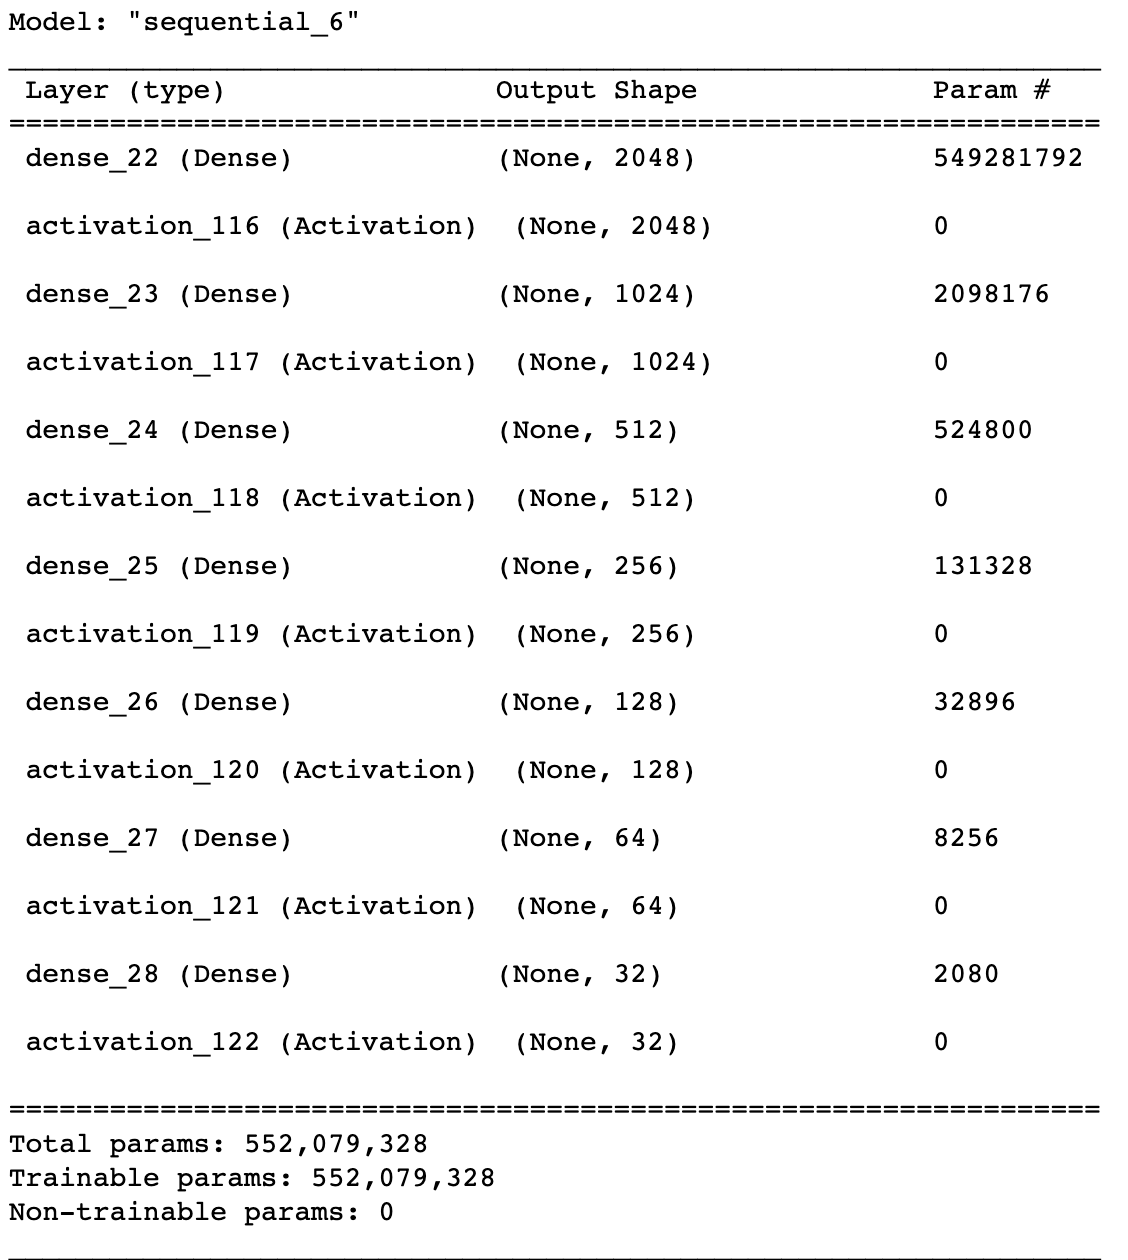 Model: "sequential_6"
Layer (type) Output Shape Param #
dense_22 (Dense) (None, 2048) 549281792
activation_116 (Activation) (None, 2048) 0
dense_23 (Dense) (None, 1024) 2098176
activation_117 (Activation) (None, 1024) 0
dense_24 (Dense) (None, 512) 524800
activation_118 (Activation) (None, 512) 0
dense_25 (Dense) (None, 256) 131328
activation_119 (Activation) (None, 256) 0
dense_26 (Dense) (None, 128) 32896
activation_120 (Activation) (None, 128) 0
dense_27 (Dense) (None, 64) 8256
activation_121 (Activation) (None, 64) 0
dense_28 (Dense) (None, 32) 2080
activation_122 (Activation) (None, 32) 0
Total params: 552,079,328
Trainable params: 552,079,328
Non-trainable params: 0